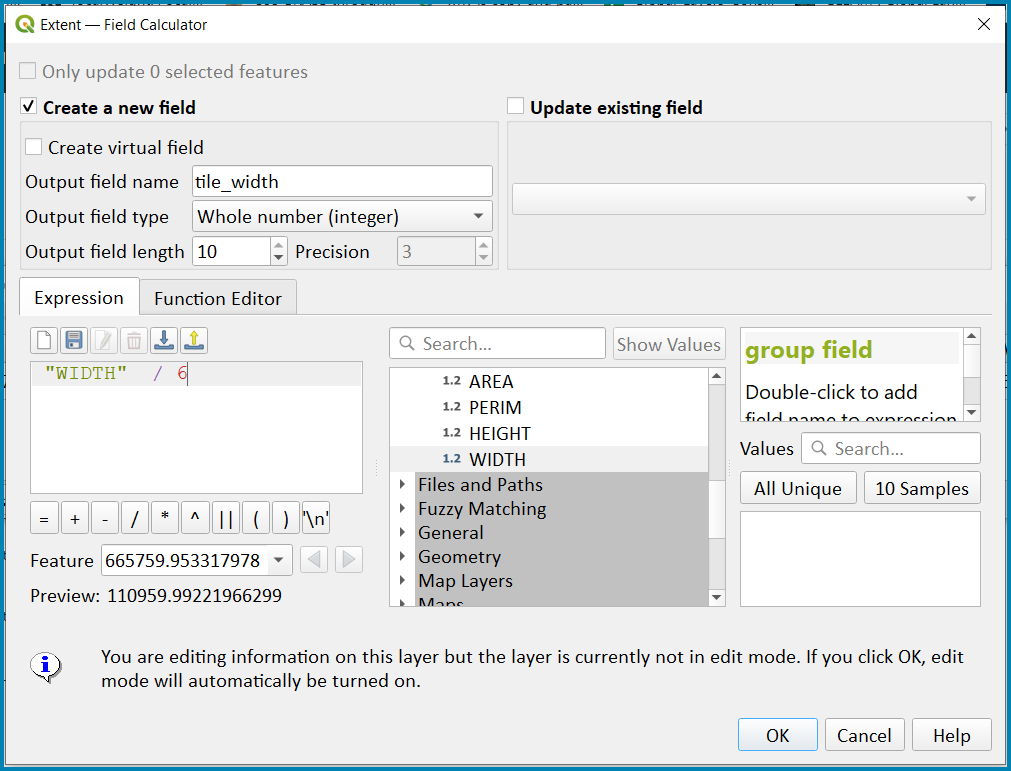 Extent — Field Calculator
Only update 0 selected features
Create a new field
Update existing field
Create virtual field
Output field name tile_width
Output field type Whole number (integer)
Output field length 10 Precision 3
Expression Function Editor
Search... Show Values
"WIDTH" / 6
1.2 AREA
1.2 PERIM
1.2 HEIGHT
1.2 WIDTH
Files and Paths
Fuzzy Matching
General
Geometry
Map Layers
Maps
group field
Double-click to add
field name to expression
Values Search...
All Unique 10 Samples
= + - / * ^ || ( ) '\n'
Feature 665759.953317978
Preview: 110959.99221966299
You are editing information on this layer but the layer is currently not in edit mode. If you click OK, edit
mode will automatically be turned on.
OK Cancel Help